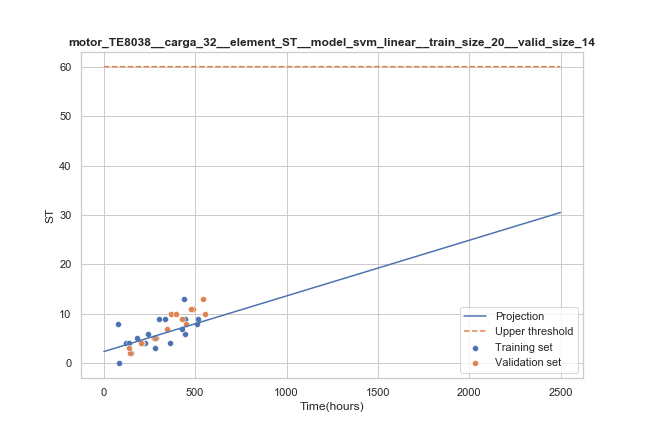 motor_TE8038__carga_32__element_ST__model_svm_linear__train_size_20__valid_size_14
60
50
40
30
20
10
0
ST
0
500
1000
1500
2000
2500
Time(hours)
Projection
Upper threshold
Training set
Validation set